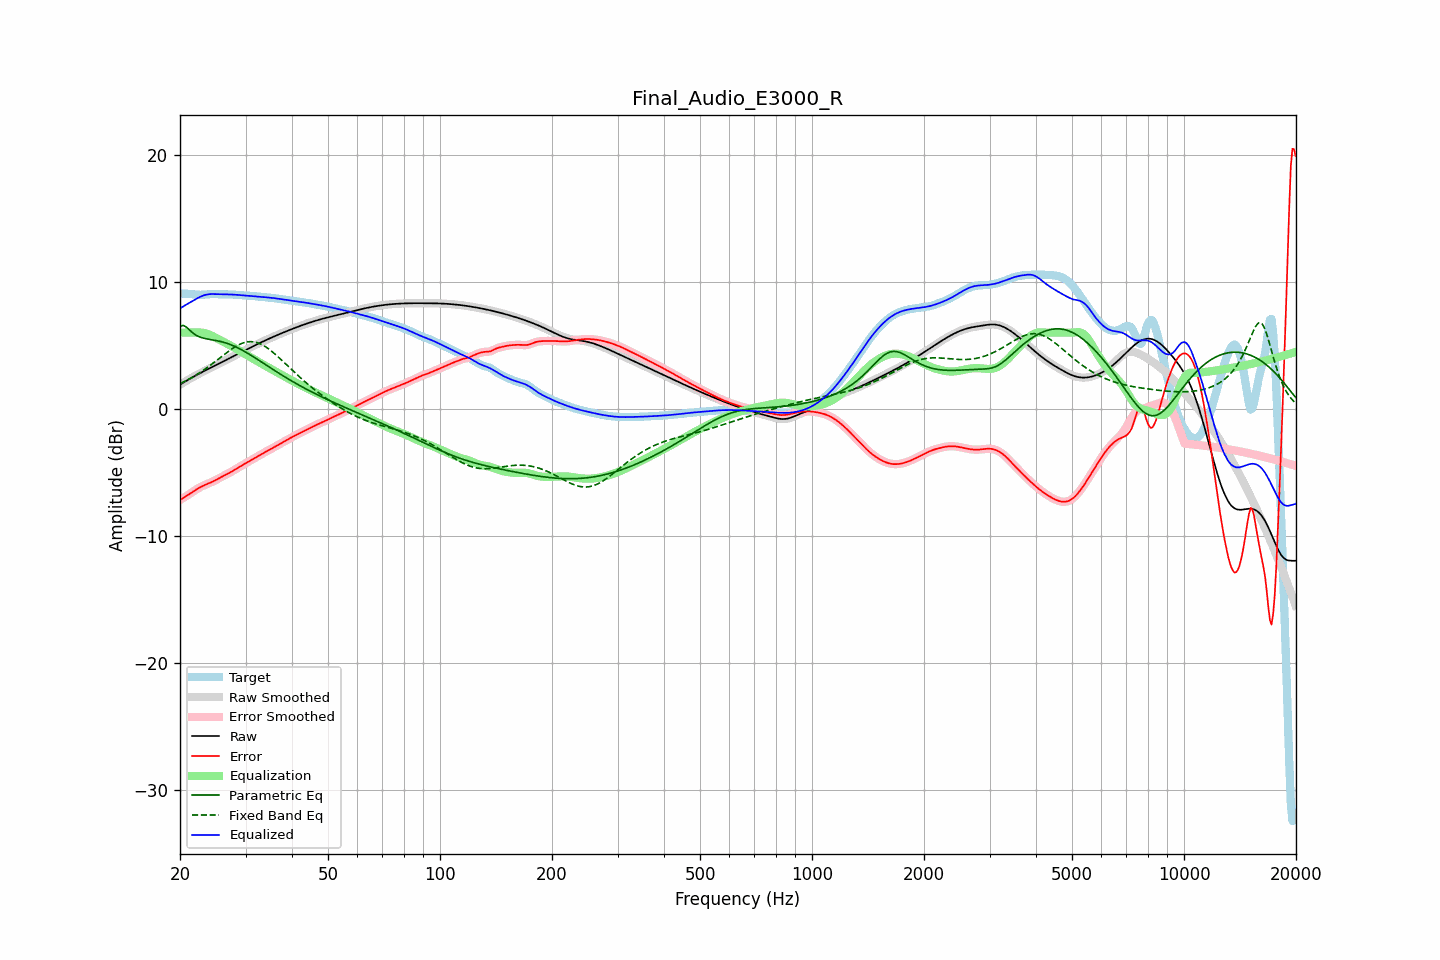 Final_Audio_E3000_R
Amplitude (dBr)
20
10
0
−10
−20
−30
Target
Raw Smoothed
Error Smoothed
Raw
Error
Equalization
Parametric Eq
Fixed Band Eq
Equalized
20 50 100 200 500 1000 2000 5000 10000 20000
Frequency (Hz)